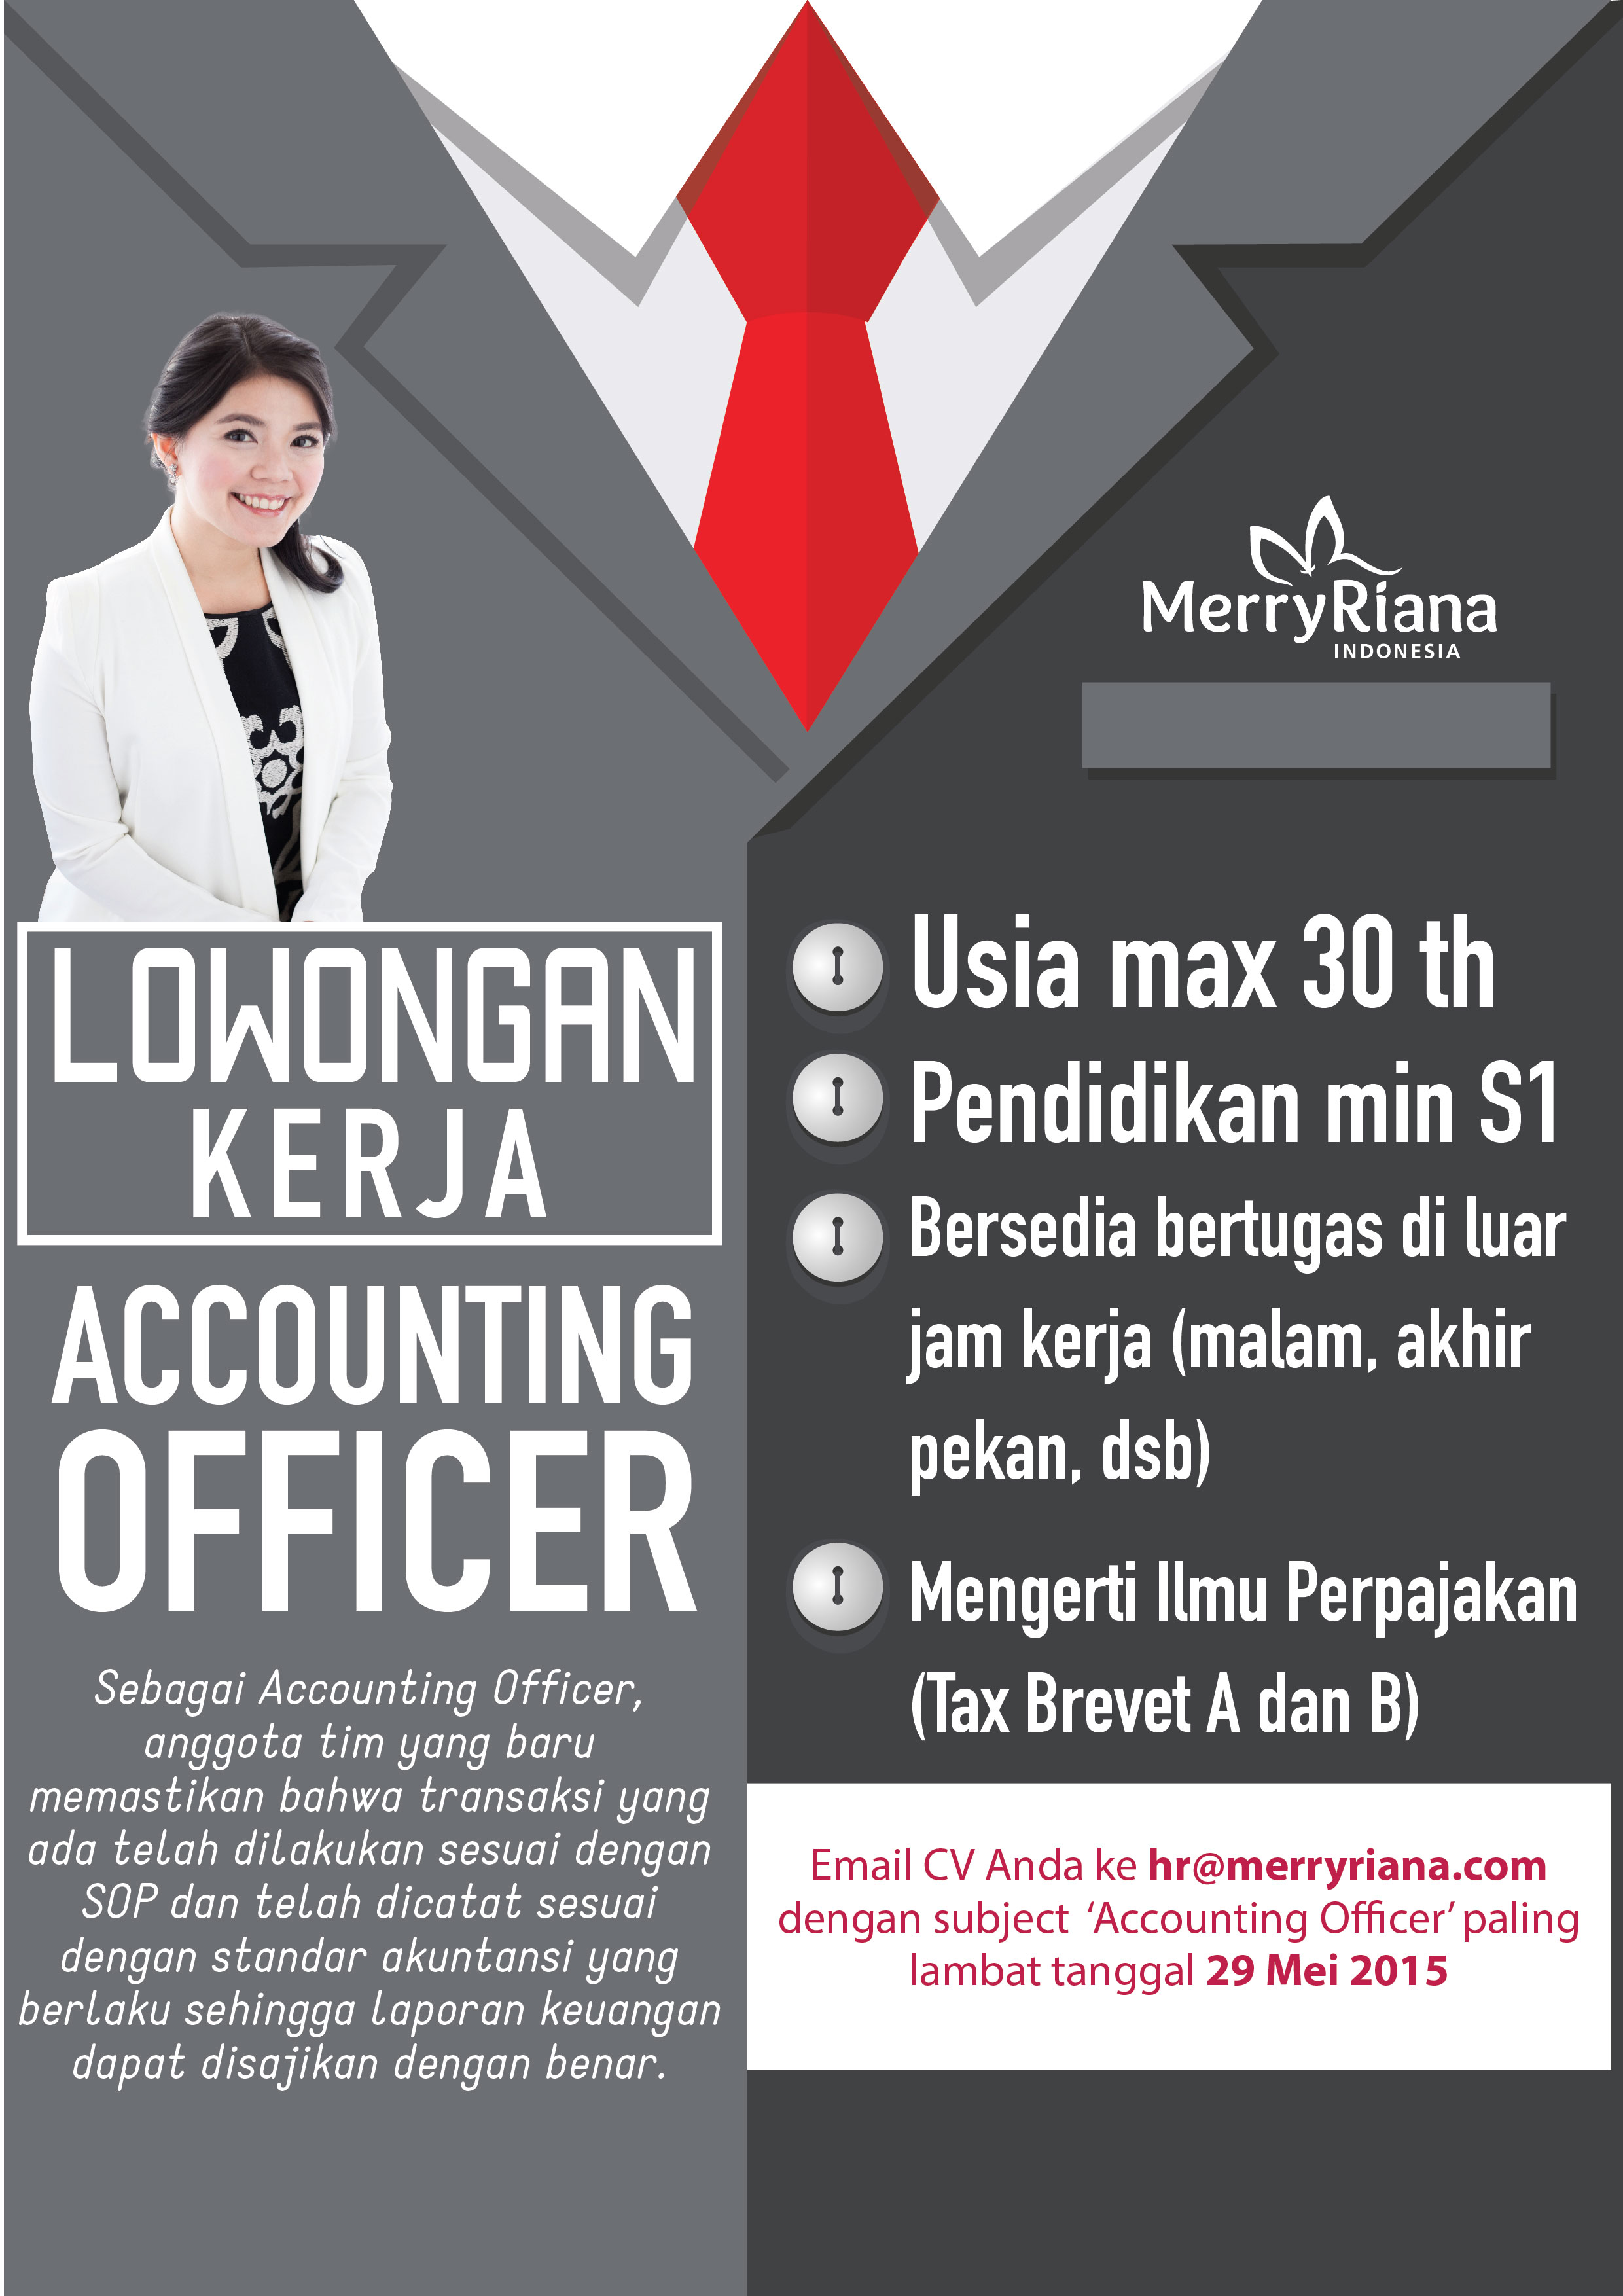 MerryRiana
INDONESIA
LOWONGAN
KERJA
ACCOUNTING
OFFICER
Sebagai Accounting Officer,
anggota tim yang baru
memastikan bahwa transaksi yang
ada telah dilakukan sesuai dengan
SOP dan telah dicatat sesuai
dengan standar akuntansi yang
berlaku sehingga laporan keuangan
dapat disajikan dengan benar.
Usia max 30 th
Pendidikan min S1
Bersedia bertugas di luar
jam kerja (malam, akhir
pekan, dsb)
Mengerti Ilmu Perpajakan
(Tax Brevet A dan B)
Email CV Anda ke hr@merryriana.com
dengan subject ‘Accounting Officer’ paling
lambat tanggal 29 Mei 2015